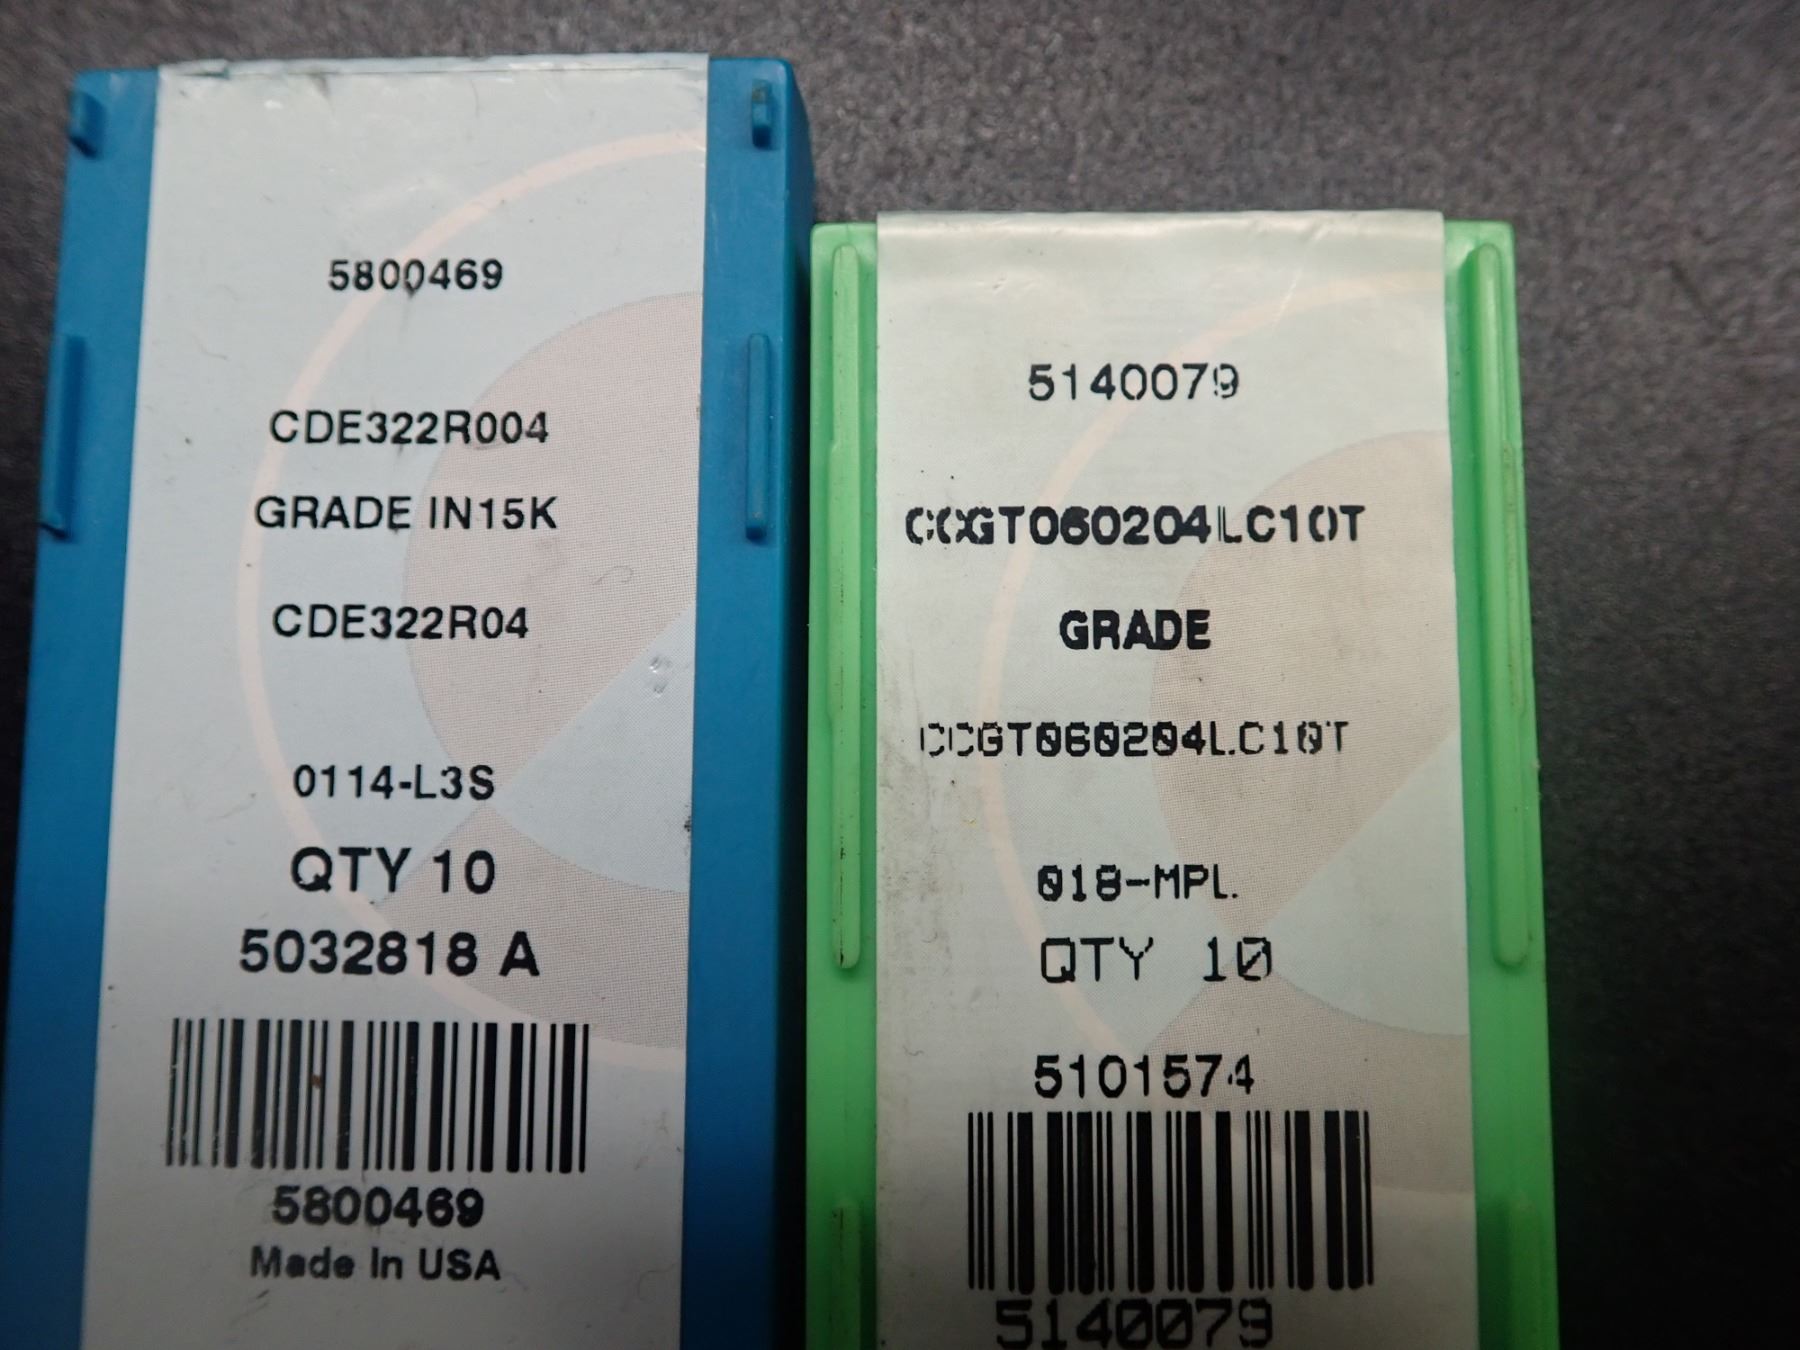 5800469
CDE322R004
GRADE IN15K
CDE322R04
0114-L3S
QTY 10
5032818 A
5800469
Made In USA
5140079
CCGT060204LC10T
GRADE
CCGT060204LC10T
018-MPL
QTY 10
5101574
5140079